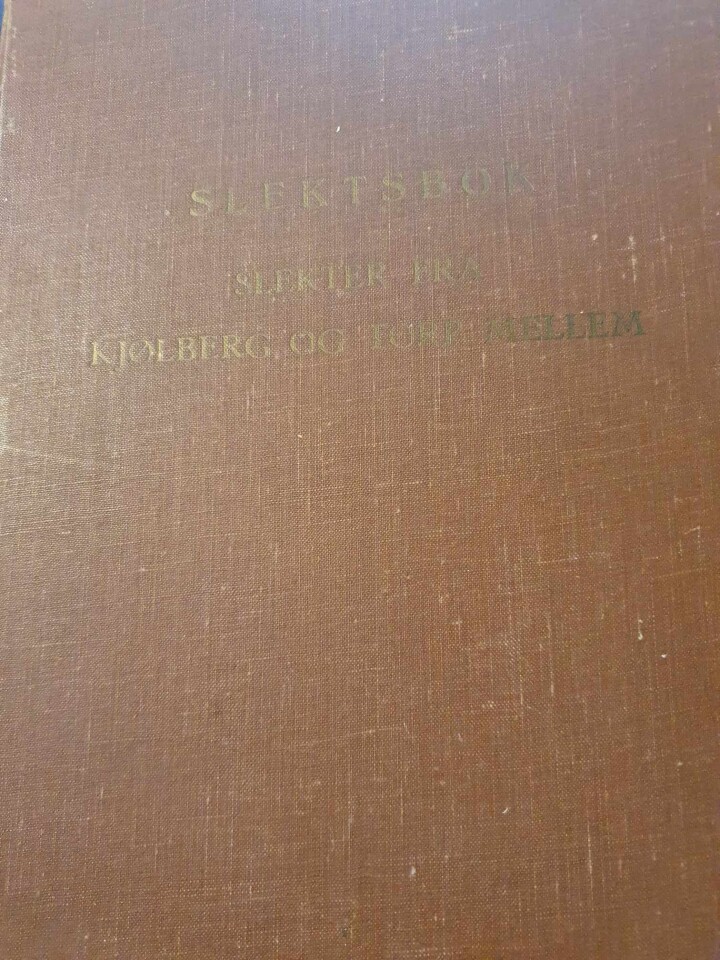 SLEKTSBOK
SLEKTER FRA
KJØLBERG OG TORP MELLEM